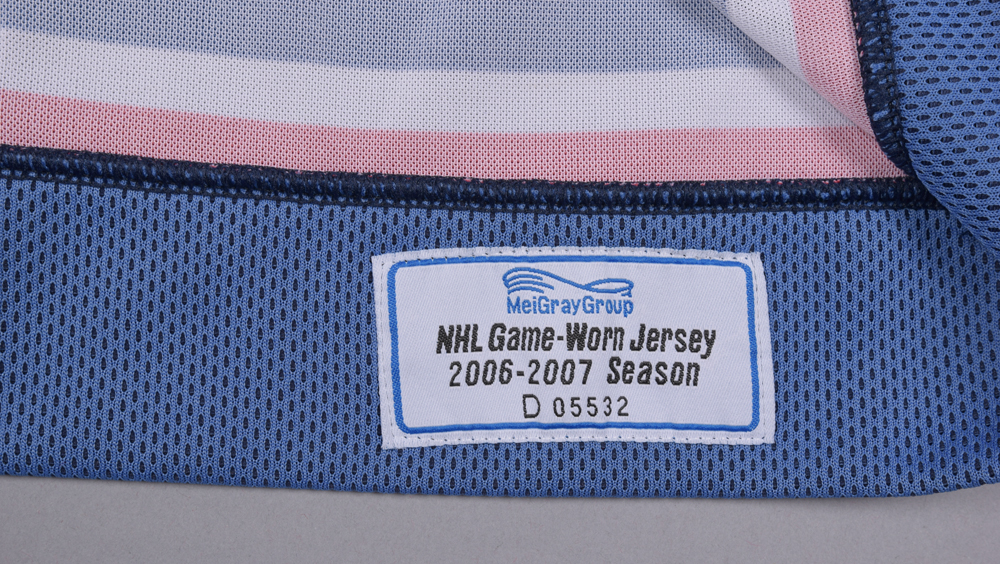 MeiGrayGroup
NHL Game-Worn Jersey
2006-2007 Season
D 05532